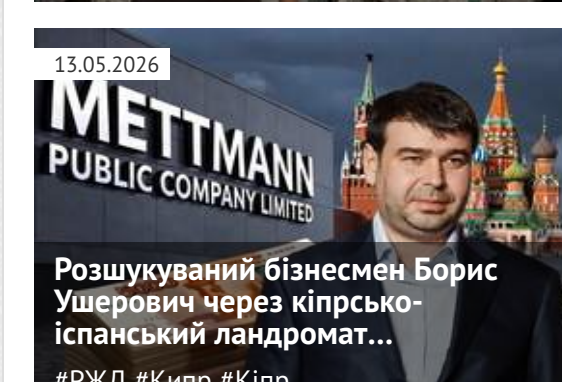 13.05.2026
METTMANN
PUBLIC COMPANY LIMITED
Розшукуваний бізнесмен Борис
Ушерович через кіпрсько-
іспанський ландромат...
#РЖД #Кипр #Кіпр